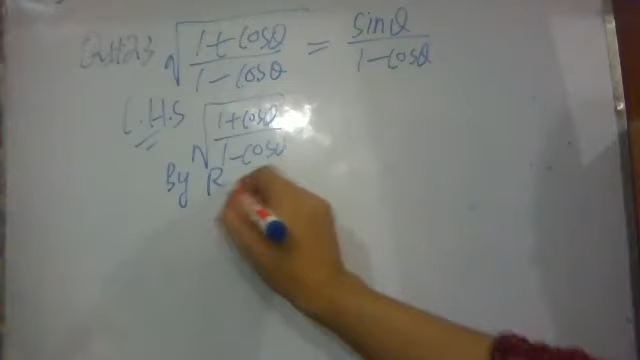 Q#23 √(1+cosθ / 1-cosθ) = sinθ / 1-cosθ
L.H.S √(1+cosθ / 1-cosθ)
By R